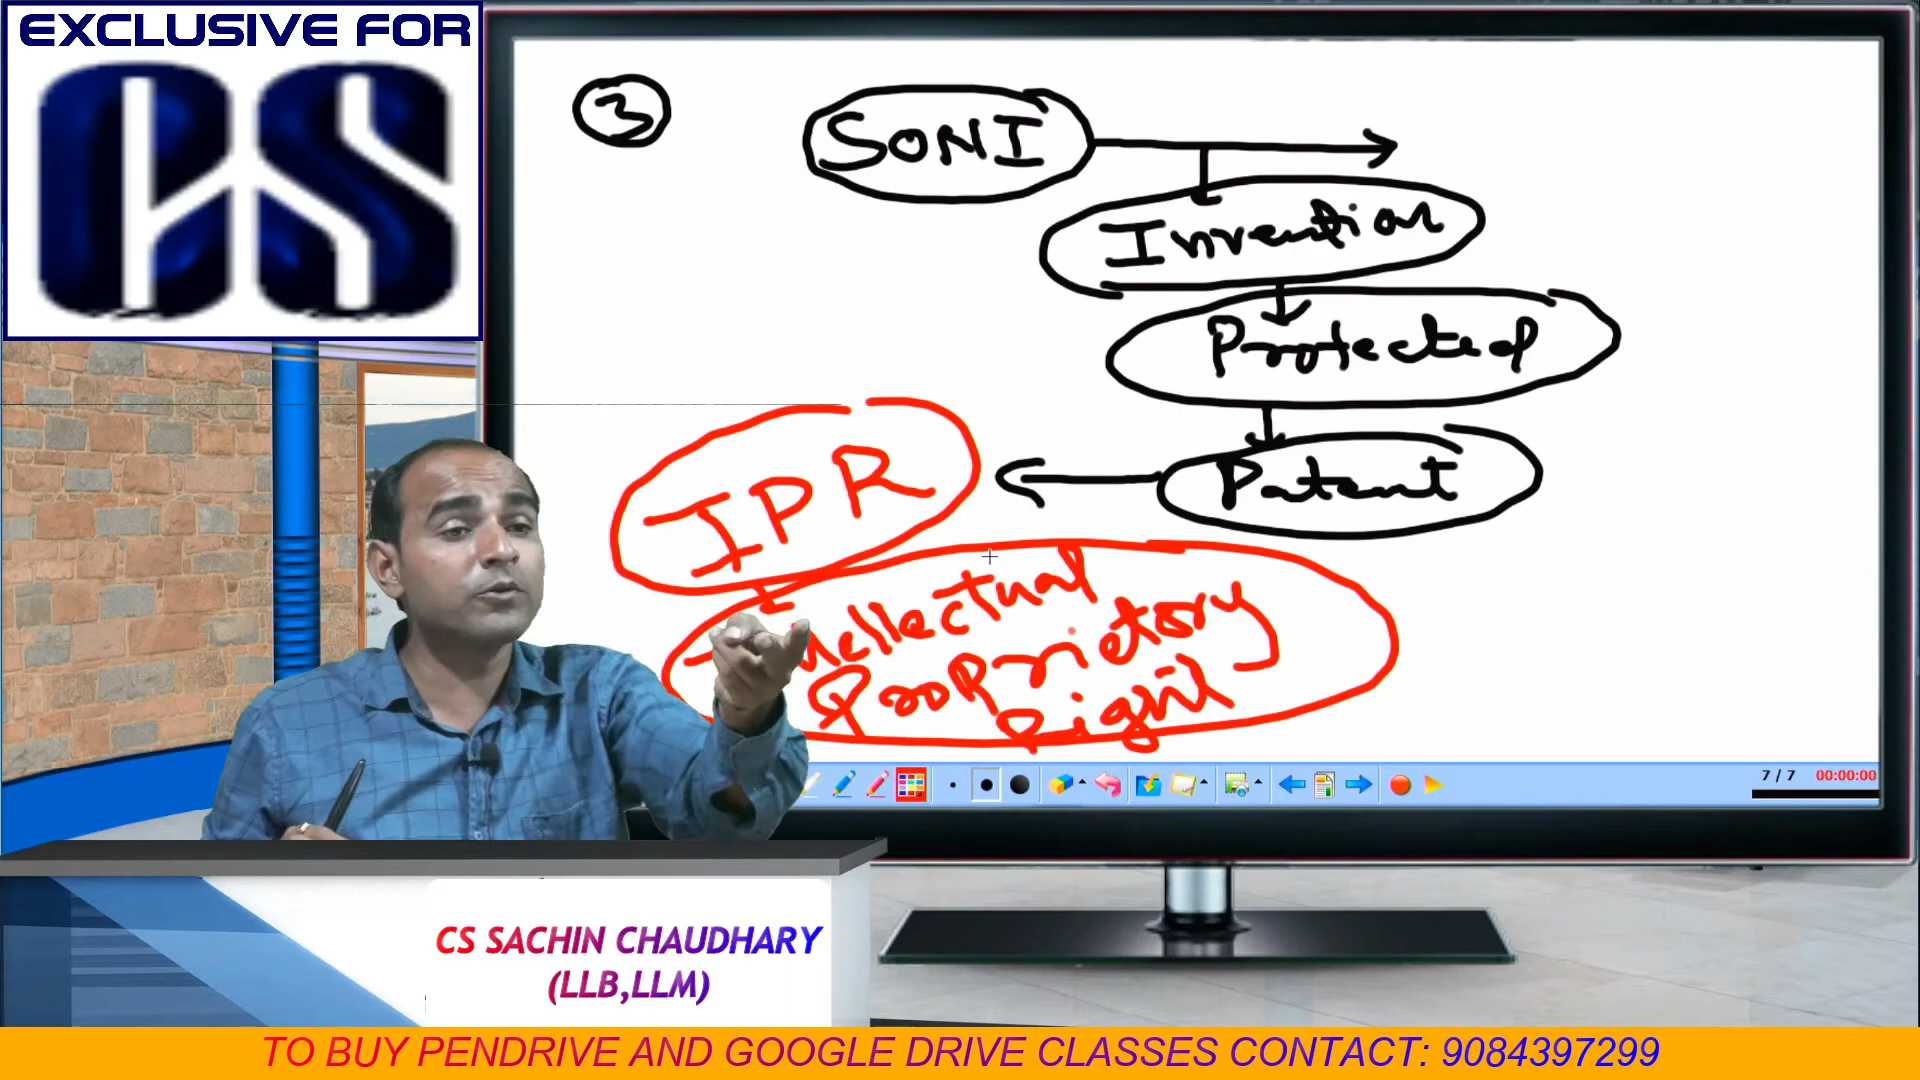 EXCLUSIVE FOR
CS
3
SONI
Invention
Protected
Patent
IPR
Intellectual
Proprietory
Right
7 / 7 00:00:00
CS SACHIN CHAUDHARY
(LLB,LLM)
TO BUY PENDRIVE AND GOOGLE DRIVE CLASSES CONTACT: 9084397299